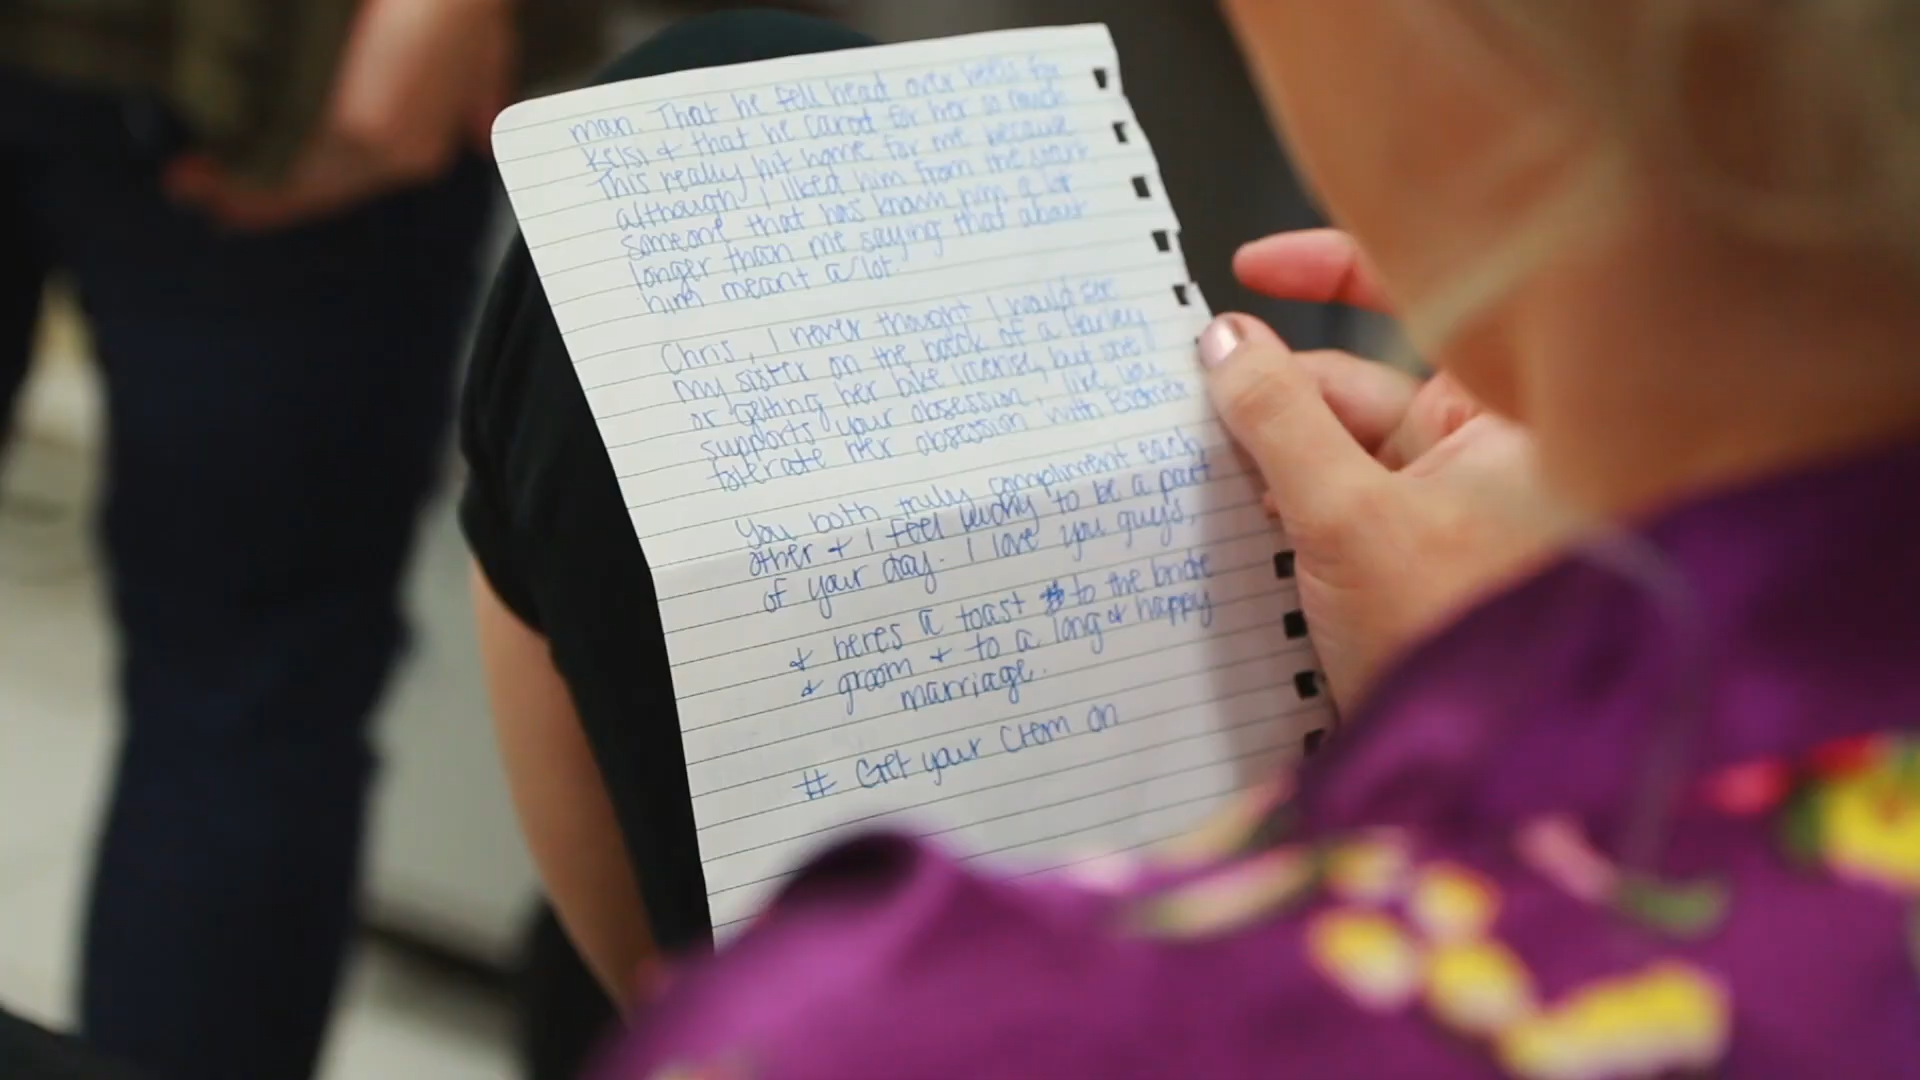 man. That he fell head over heels for
Kelsi & that he cared for her so much
This really hit home for me because
although I liked him from the start
someone that has known him a lot
longer than me saying that about
him meant a lot.
Chris, I never thought I would see
my sister on the back of a Harley
or getting her bike license, but she
supports your obsession, like you
tolerate her obsession with
You both truly compliment each
other & I feel lucky to be a part
of your day. I love you guys,
& heres a toast to the bride
& groom & to a long & happy
marriage.
# Get your Clem on